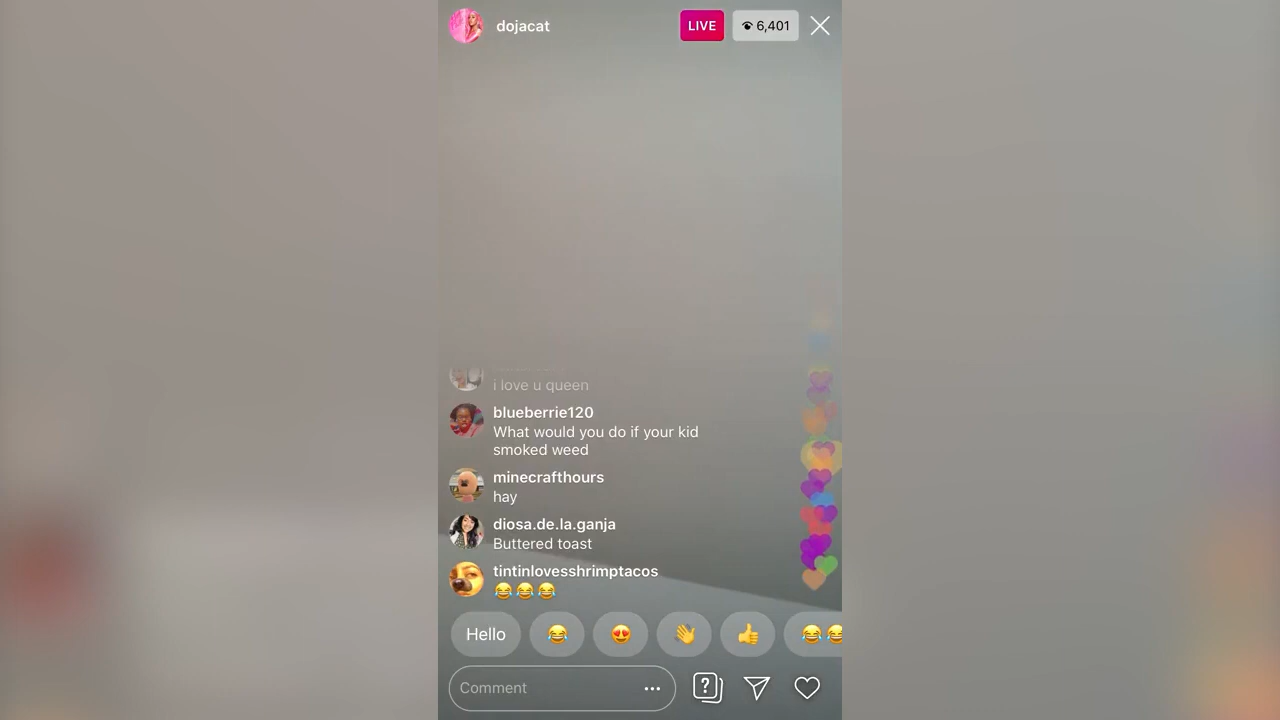 dojacat
LIVE
6,401
i love u queen
blueberrie120
What would you do if your kid
smoked weed
minecrafthours
hay
diosa.de.la.ganja
Buttered toast
tintinlovesshrimptacos
😂😂😂
Hello 😂 😍 👋 👍 😂😂
Comment